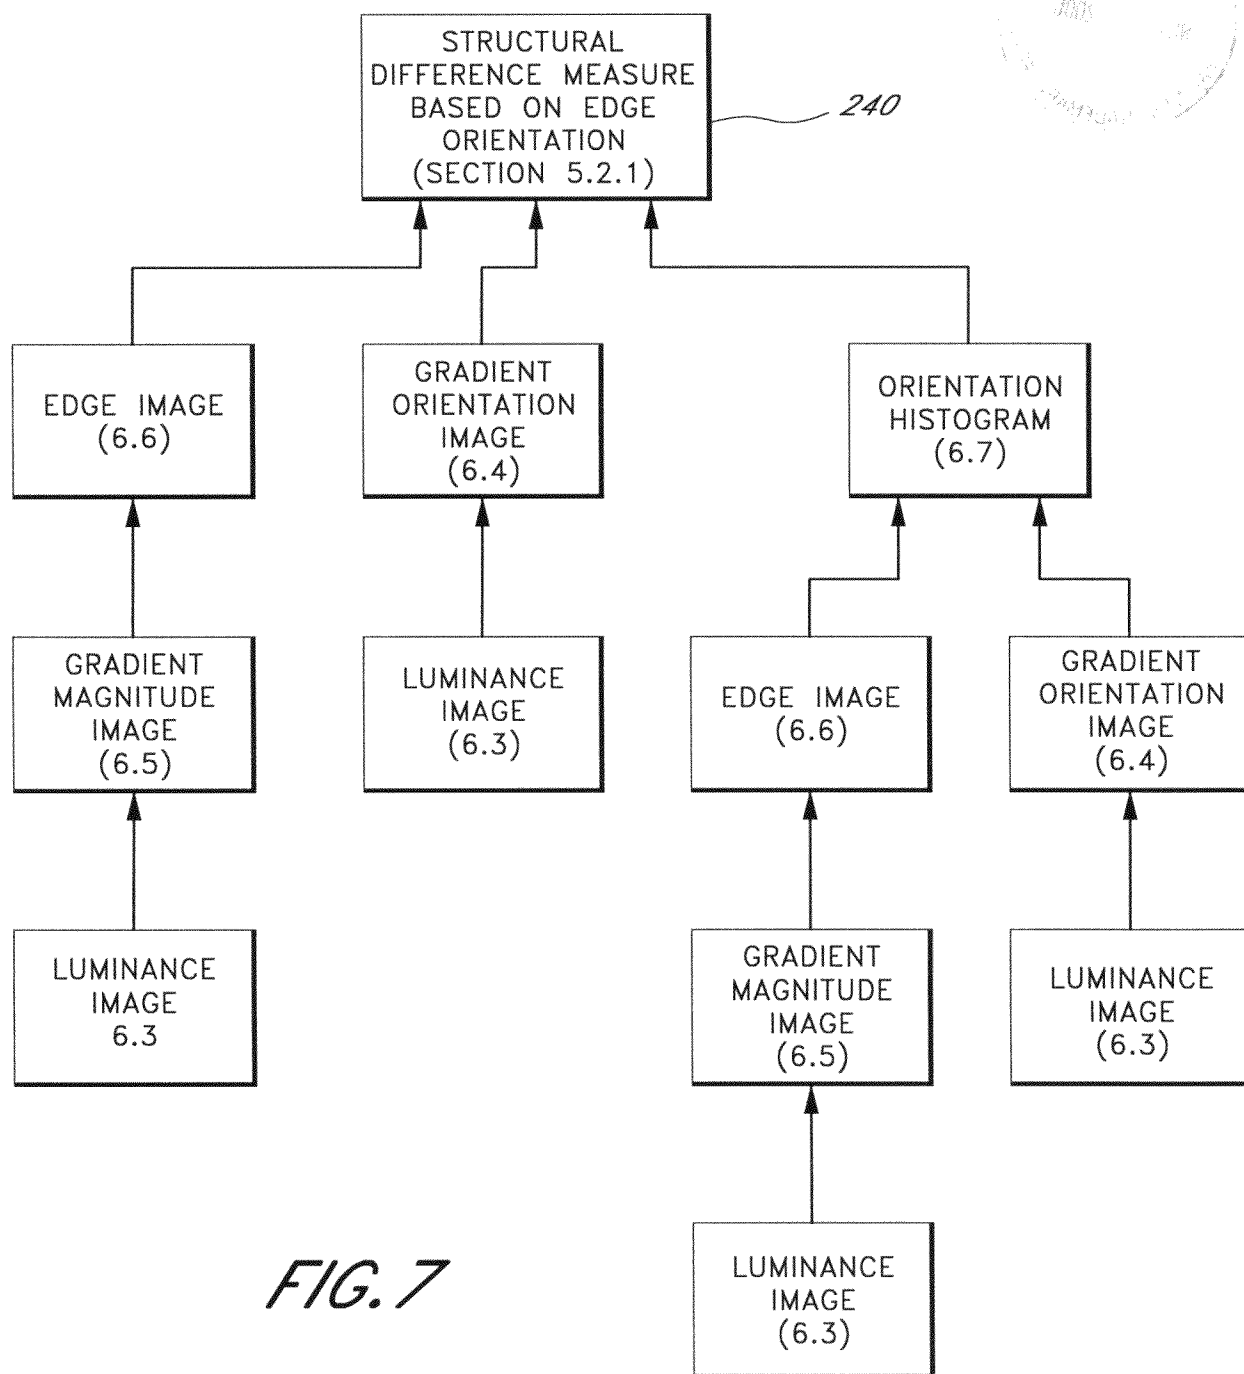 STRUCTURAL
DIFFERENCE MEASURE
BASED ON EDGE
ORIENTATION
(SECTION 5.2.1)
240
EDGE IMAGE
(6.6)
GRADIENT
ORIENTATION
IMAGE
(6.4)
ORIENTATION
HISTOGRAM
(6.7)
GRADIENT
MAGNITUDE
IMAGE
(6.5)
LUMINANCE
IMAGE
(6.3)
EDGE IMAGE
(6.6)
GRADIENT
ORIENTATION
IMAGE
(6.4)
LUMINANCE
IMAGE
6.3
GRADIENT
MAGNITUDE
IMAGE
(6.5)
LUMINANCE
IMAGE
(6.3)
LUMINANCE
IMAGE
(6.3)
FIG. 7